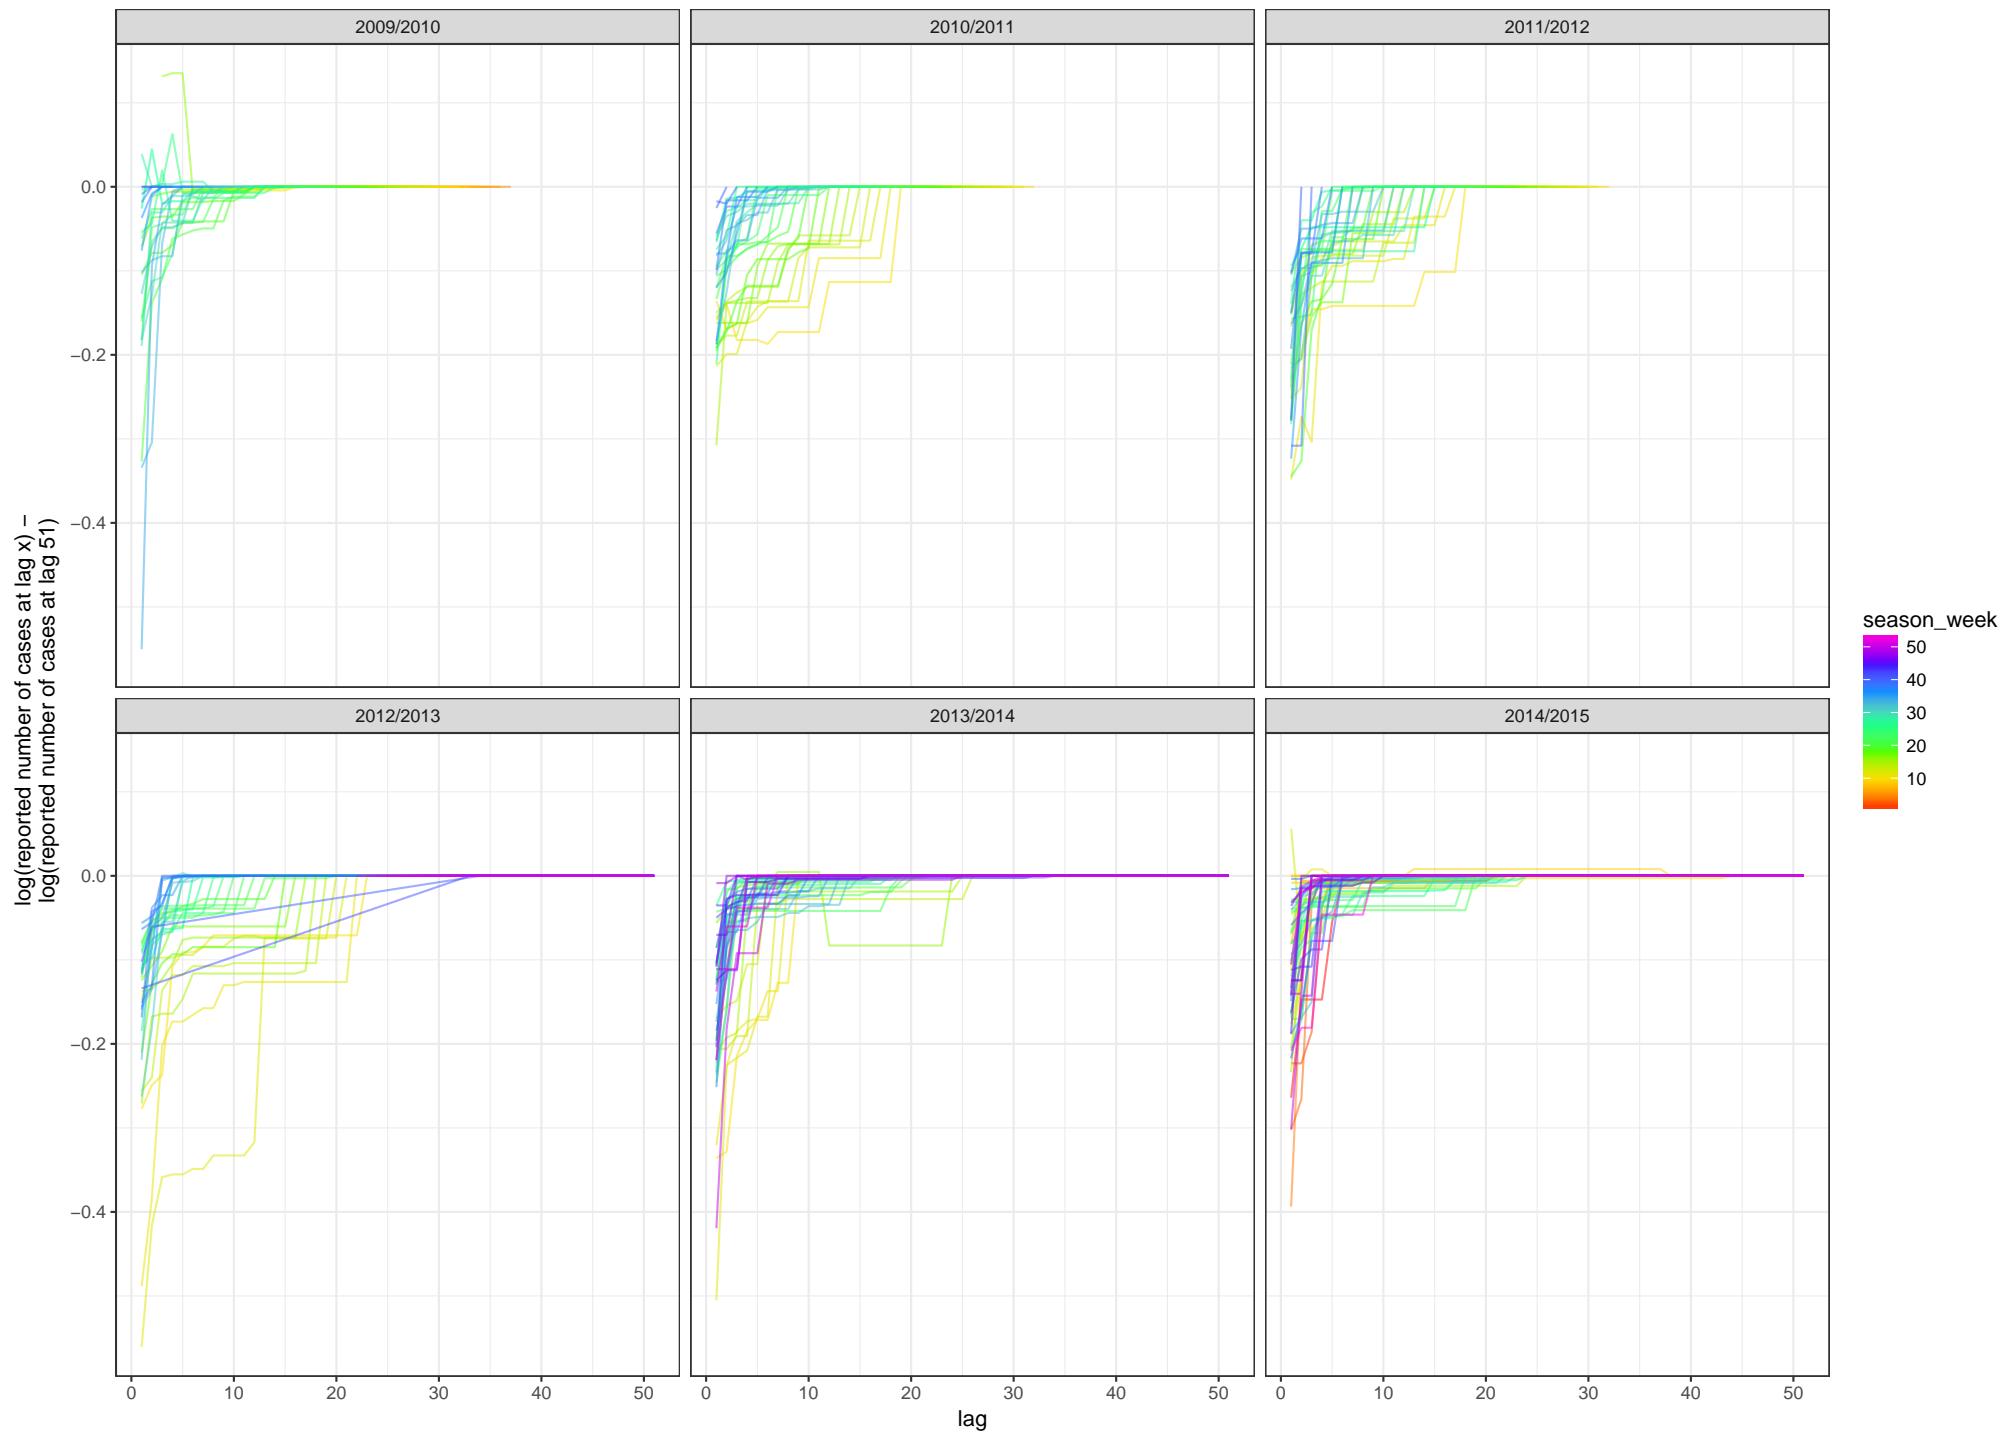 2009/2010
2010/2011
2011/2012
0.0
−0.2
−0.4
2012/2013
2013/2014
2014/2015
0.0
−0.2
−0.4
0 10 20 30 40 50
0 10 20 30 40 50
0 10 20 30 40 50
lag
log(reported number of cases at lag x) −
log(reported number of cases at lag 51)
season_week
50
40
30
20
10